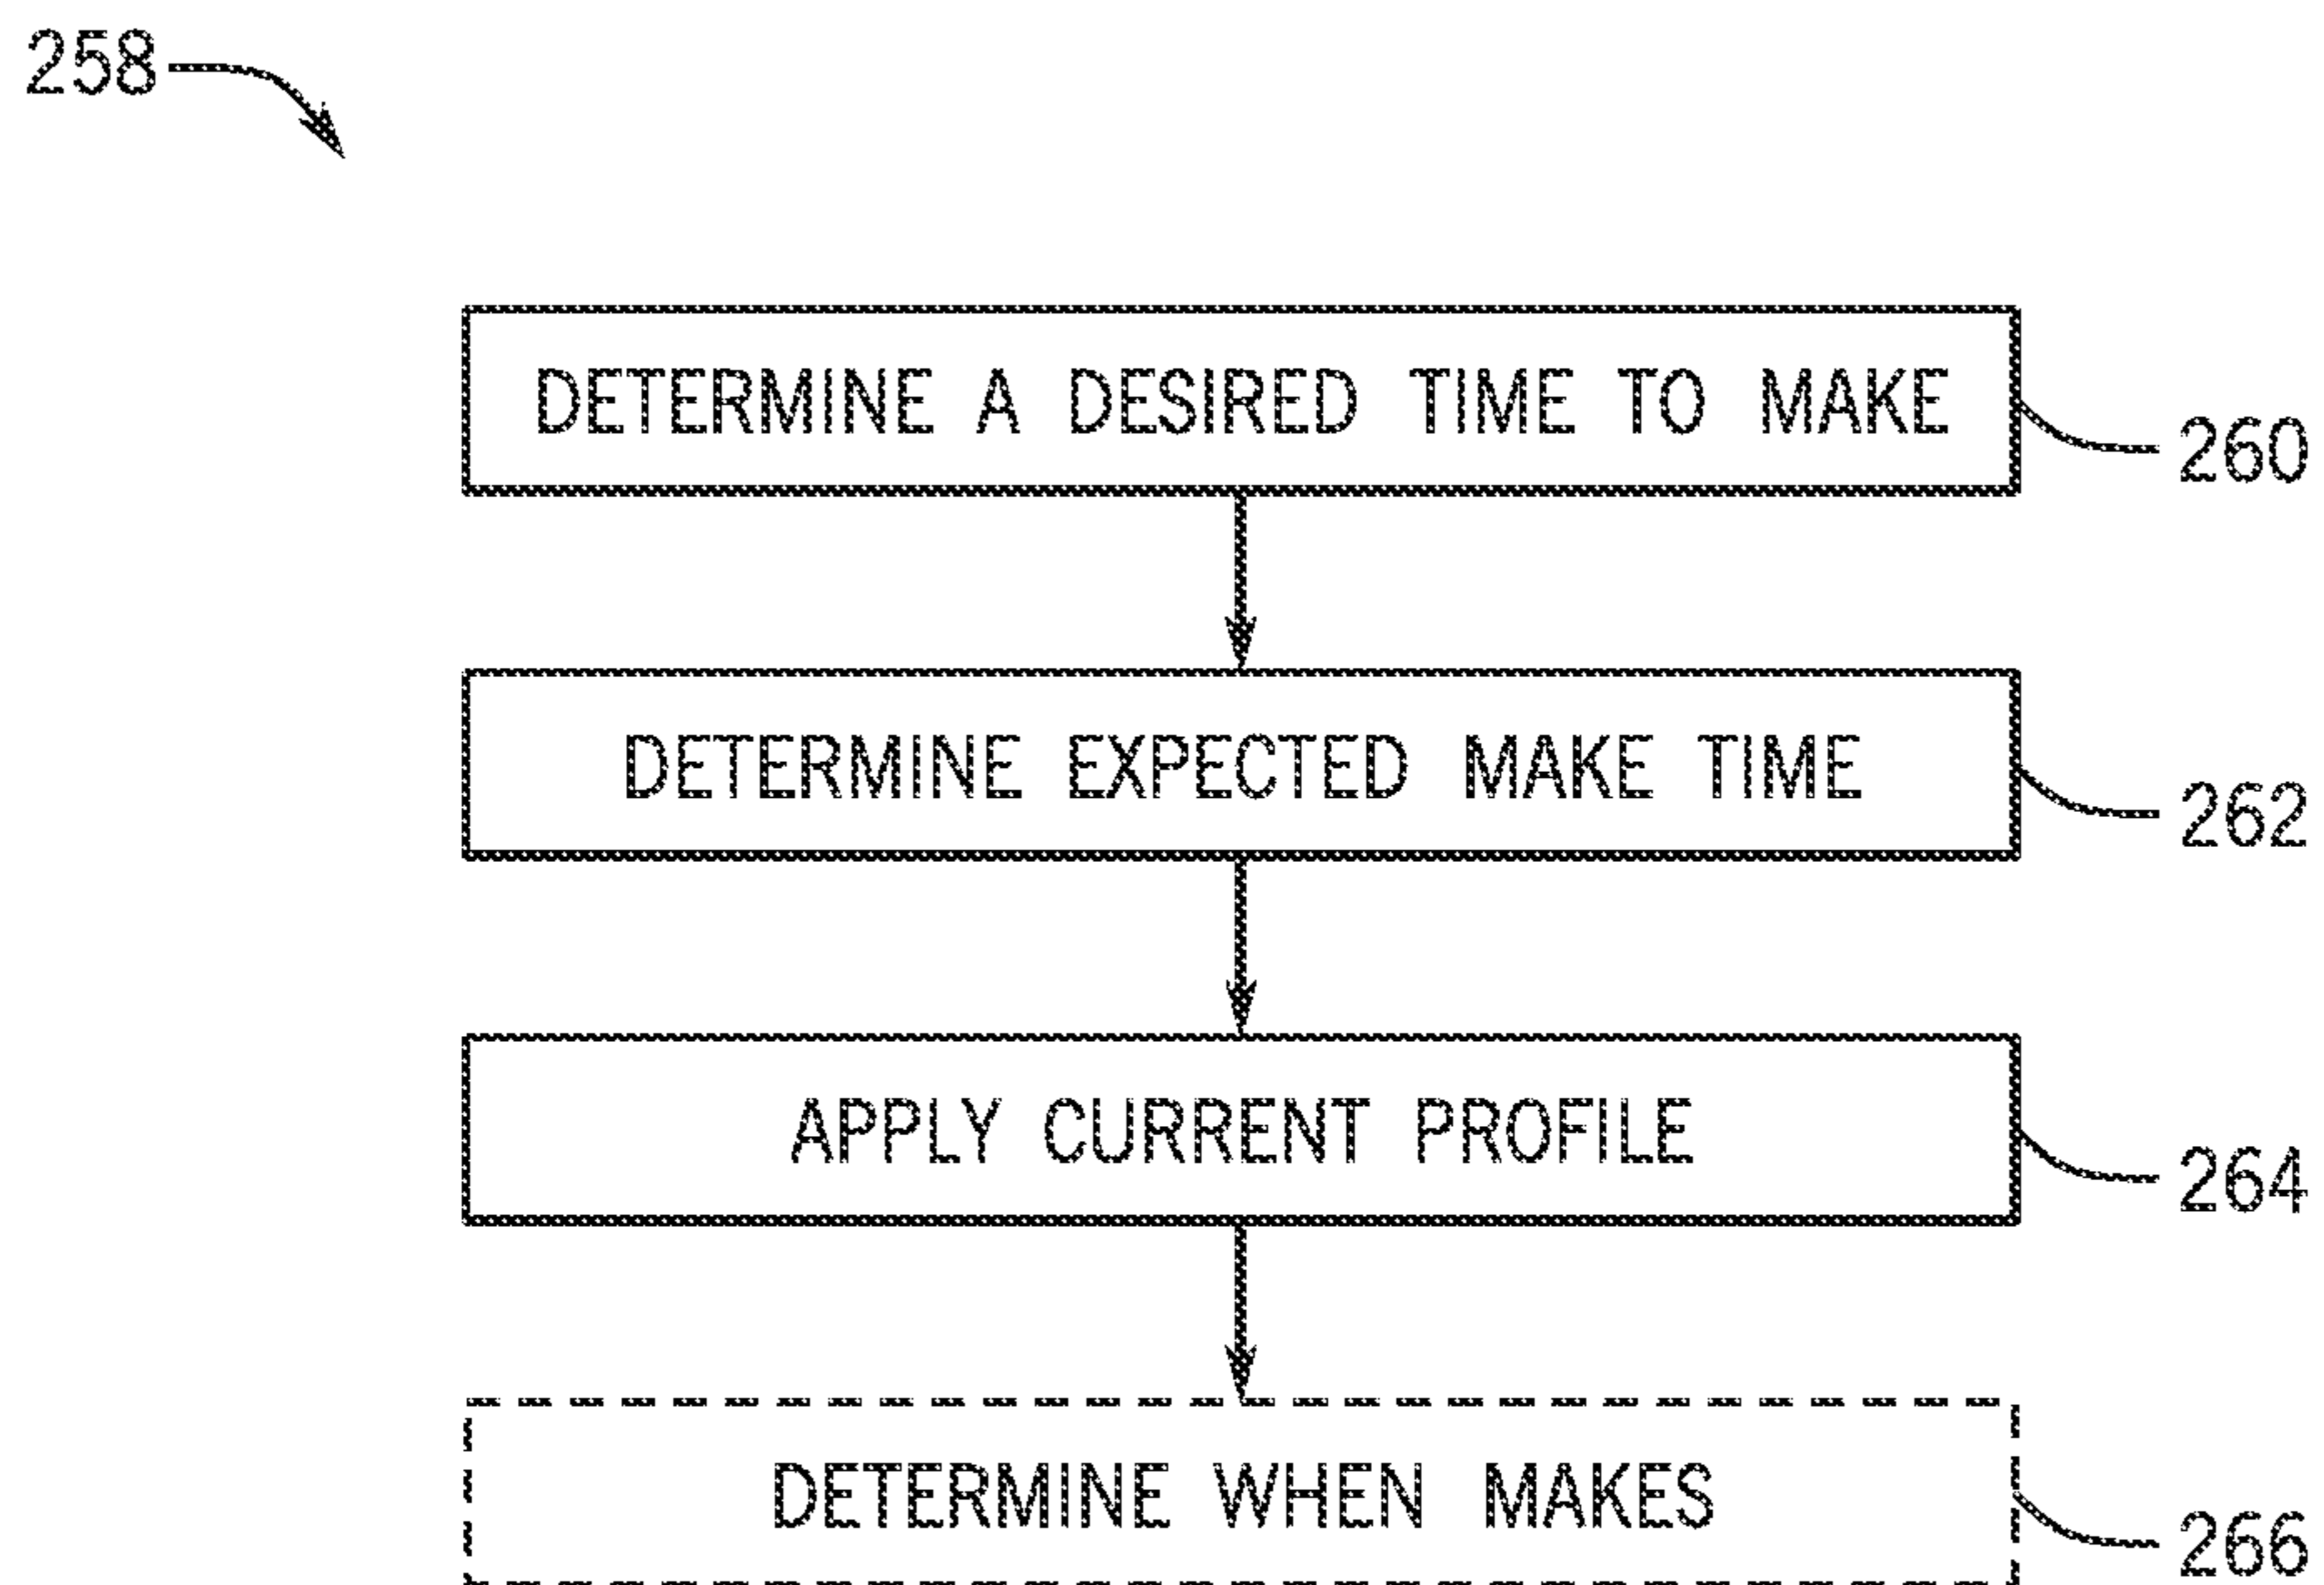 258
DETERMINE A DESIRED TIME TO MAKE
260
DETERMINE EXPECTED MAKE TIME
262
APPLY CURRENT PROFILE
264
DETERMINE WHEN MAKES
266